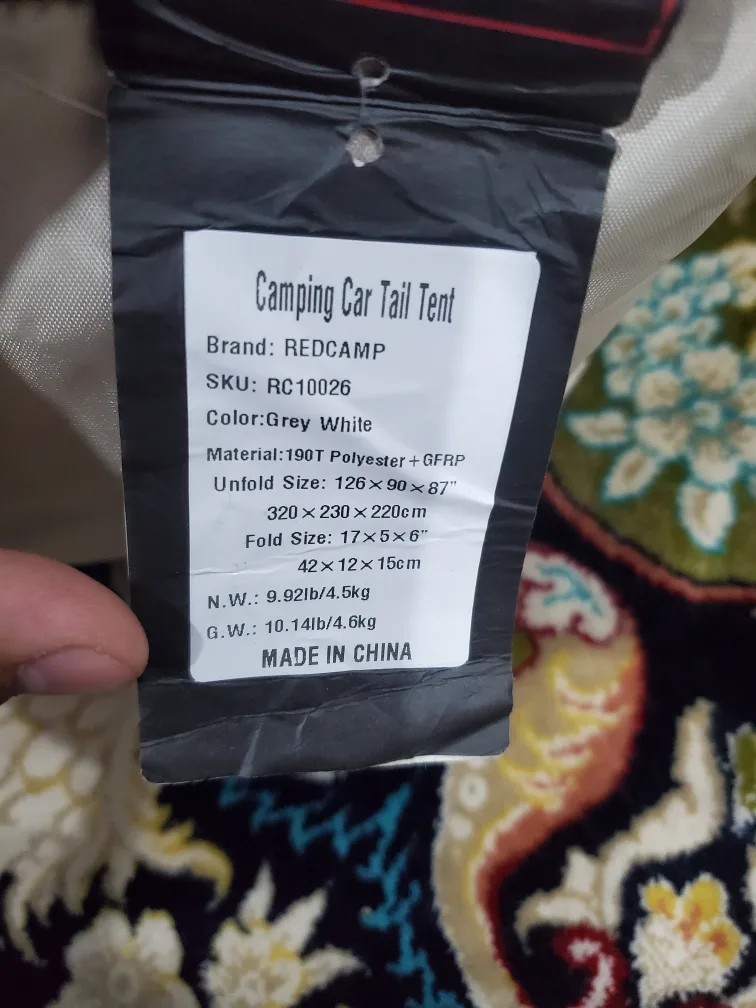 Camping Car Tail Tent
Brand: REDCAMP
SKU: RC10026
Color:Grey White
Material:190T Polyester+GFRP
Unfold Size: 126×90×87"
320×230×220cm
Fold Size: 17×5×6"
42×12×15cm
N.W.: 9.92lb/4.5kg
G.W.: 10.14lb/4.6kg
MADE IN CHINA